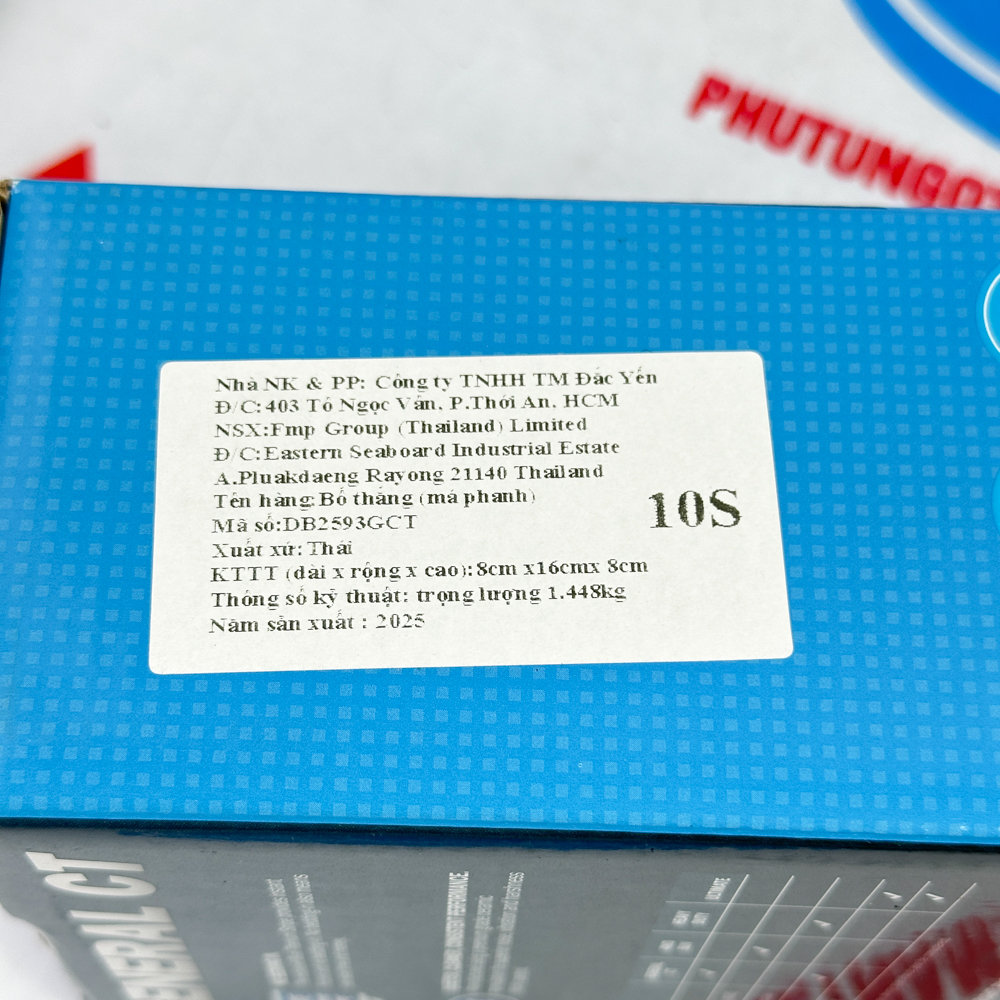 PHUTUNGO
Nhà NK & PP: Công ty TNHH TM Đắc Yến
Đ/C:403 Tô Ngọc Vân, P.Thới An, HCM
NSX:Fmp Group (Thailand) Limited
Đ/C:Eastern Seaboard Industrial Estate
A.Pluakdaeng Rayong 21140 Thailand
Tên hàng:Bố thắng (má phanh)
10S
Mã số:DB2593GCT
Xuất xứ: Thái
KTTT (dài x rộng x cao): 8cm x16cmx 8cm
Thông số kỹ thuật: trọng lượng 1.448kg
Năm sản xuất : 2025
NERAL CT